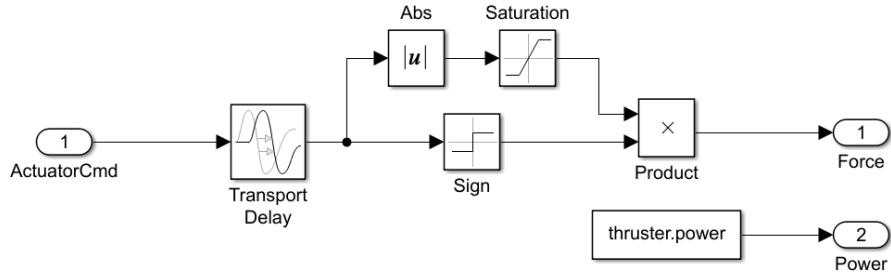 Abs
Saturation
|u|
1
ActuatorCmd
Transport
Delay
Sign
×
Product
1
Force
thruster.power
2
Power